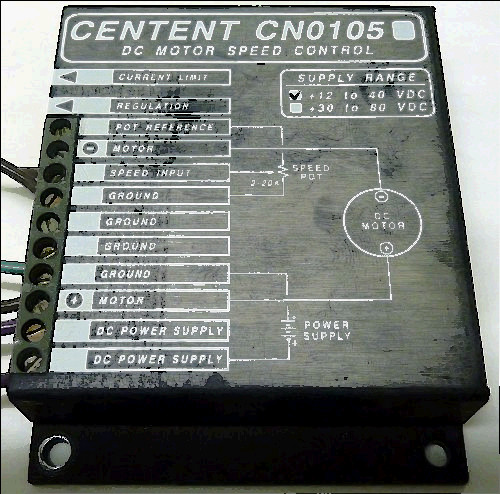 CENTENT CN0105
DC MOTOR SPEED CONTROL
CURRENT LIMIT
REGULATION
SUPPLY RANGE
+12 to 40 VDC
+30 to 80 VDC
POT REFERENCE
MOTOR
SPEED INPUT
SPEED
POT
GROUND
GROUND
GROUND
GROUND
DC
MOTOR
MOTOR
POWER
SUPPLY
DC POWER SUPPLY
DC POWER SUPPLY